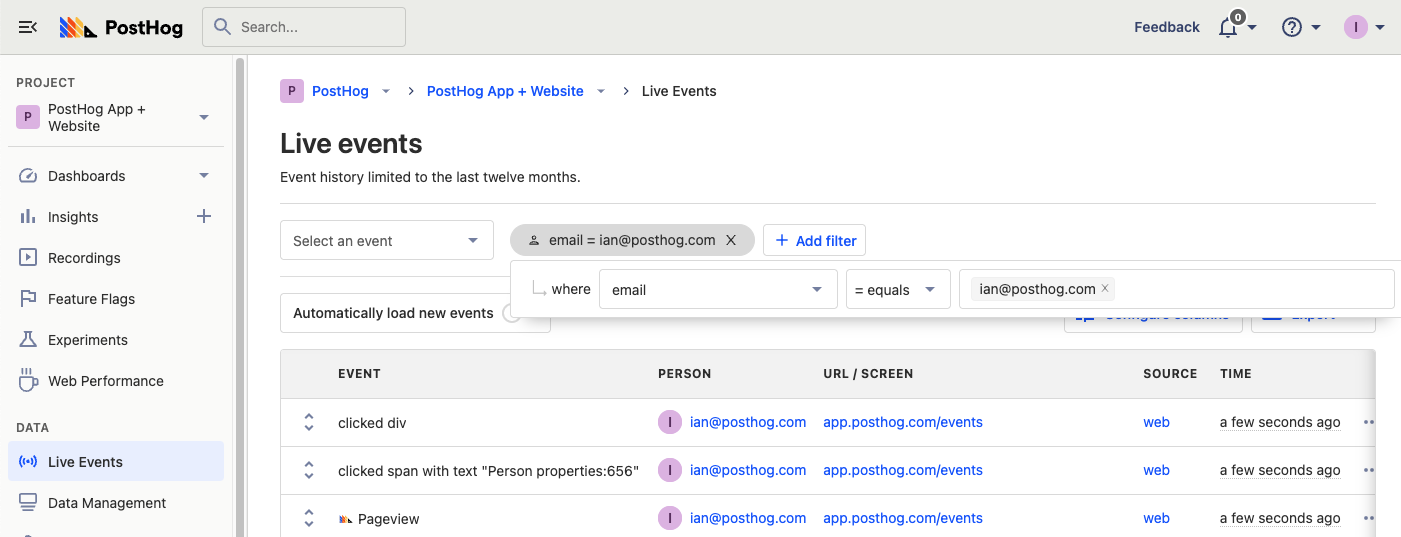 PostHog
Search...
Feedback
0
I
PROJECT
P
PostHog App +
Website
Dashboards
Insights
Recordings
Feature Flags
Experiments
Web Performance
DATA
Live Events
Data Management
P PostHog PostHog App + Website Live Events
Live events
Event history limited to the last twelve months.
Select an event
email = ian@posthog.com
Add filter
where email = equals ian@posthog.com
Automatically load new events
Configure columns
Export
EVENT PERSON URL / SCREEN SOURCE TIME
clicked div I ian@posthog.com app.posthog.com/events web a few seconds ago
clicked span with text "Person properties:656" I ian@posthog.com app.posthog.com/events web a few seconds ago
Pageview I ian@posthog.com app.posthog.com/events web a few seconds ago